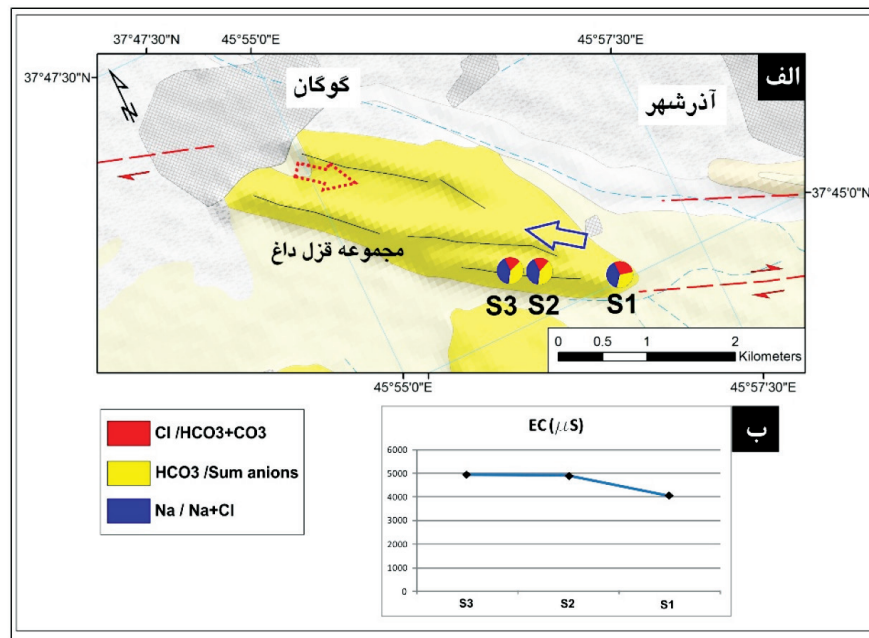 37°47'30"N
45°55'0"E
45°57'30"E
37°47'30"N
الف
گوگان
آذرشهر
N
37°45'0"N
مجموعه قزل داغ
S3
S2
S1
0 0.5 1 2
Kilometers
45°55'0"E
45°57'30"E
Cl /HCO3+CO3
HCO3 /Sum anions
Na / Na+Cl
ب
EC(μS)
6000
5000
4000
3000
2000
1000
0
S3 S2 S1